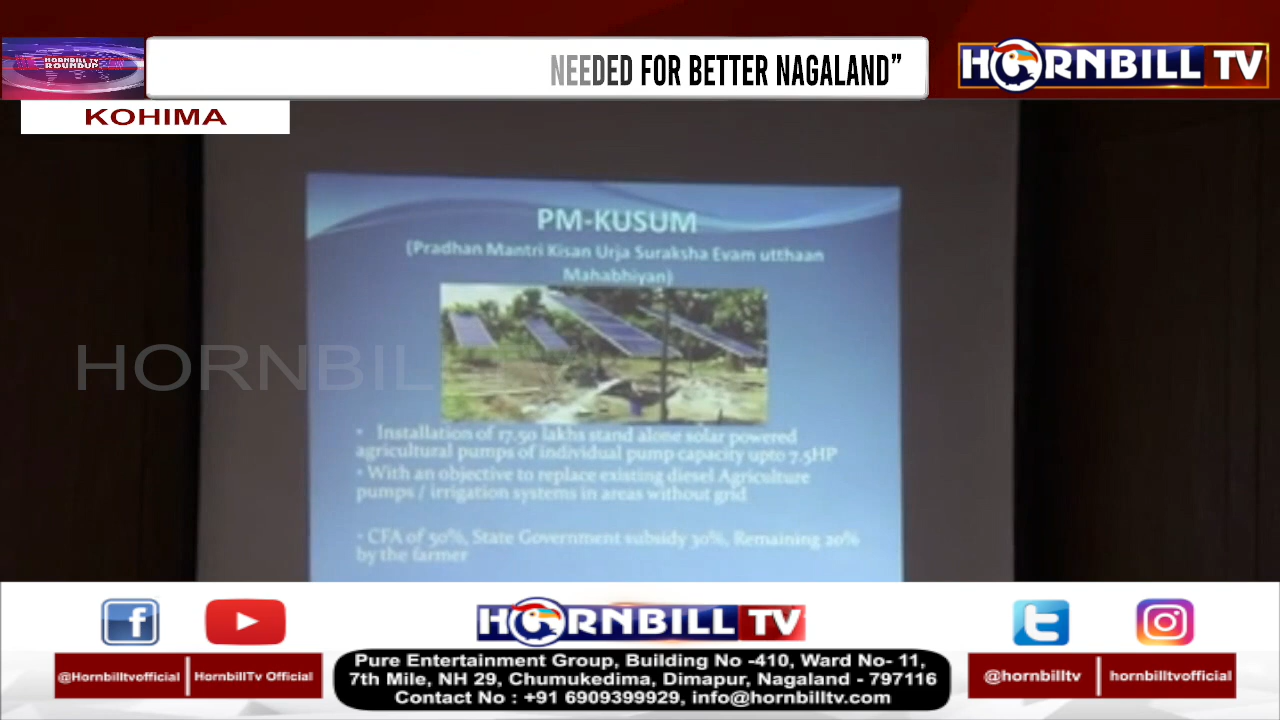 HORNBILL TV
ROUNDUP
NEEDED FOR BETTER NAGALAND”
HORNBILL TV
KOHIMA
PM-KUSUM
(Pradhan Mantri Kisan Urja Suraksha Evam utthaan
Mahabhiyan)
HORNBIL
• Installation of 17.50 lakhs stand alone solar powered
agricultural pumps of individual pump capacity upto 7.5HP
• With an objective to replace existing diesel Agriculture
pumps / irrigation systems in areas without grid
• CFA of 50%, State Government subsidy 30%, Remaining 20%
by the farmer
HORNBILL TV
@Hornbilltvofficial
HornbillTv Official
Pure Entertainment Group, Building No -410, Ward No- 11,
7th Mile, NH 29, Chumukedima, Dimapur, Nagaland - 797116
Contact No : +91 6909399929, info@hornbilltv.com
@hornbilltv
hornbilltvofficial